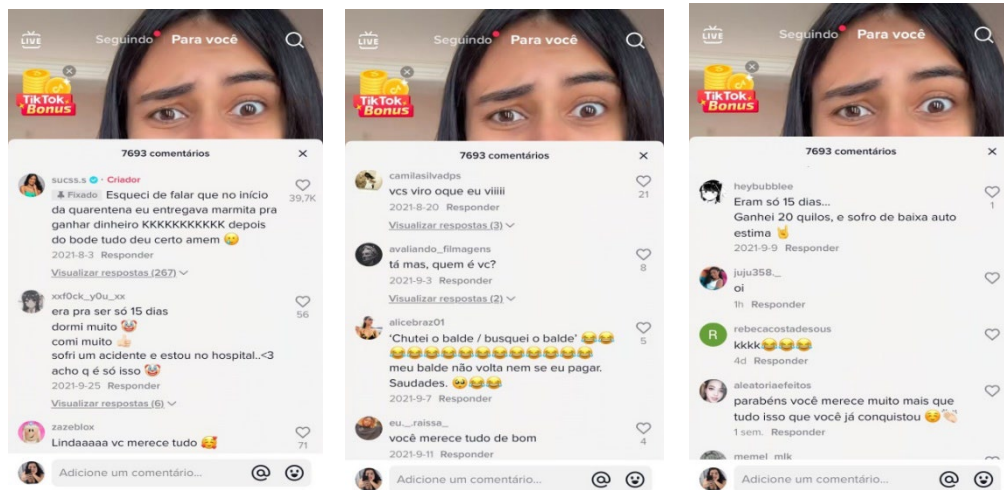 LIVE
Seguindo Para você
TikTok
Bonus
7693 comentários
sucss.s · Criador
Fixado Esqueci de falar que no início
da quarentena eu entregava marmita pra
ganhar dinheiro KKKKKKKKKKK depois
do bode tudo deu certo amem 🥲
39,7K
2021-8-3 Responder
Visualizar respostas (267)
xxf0ck_y0u_xx
era pra ser só 15 dias
dormi muito 🤡
comi muito 👍🏻
sofri um acidente e estou no hospital..<3
acho q é só isso 🤡
56
2021-9-25 Responder
Visualizar respostas (6)
zazeblox
Lindaaaaa vc merece tudo 🥰
71
Adicione um comentário...
LIVE
Seguindo Para você
TikTok
Bonus
7693 comentários
camilasilvadps
vcs viro oque eu viiii
21
2021-8-20 Responder
Visualizar respostas (3)
avaliando_filmagens
tá mas, quem é vc?
8
2021-9-3 Responder
Visualizar respostas (2)
alicebraz01
'Chutei o balde / busquei o balde' 😂😂
😂😂😂😂😂😂😂😂😂😂😂
meu balde não volta nem se eu pagar.
Saudades. 🥺😂😂
5
2021-9-7 Responder
eu._.raissa_
você merece tudo de bom
4
2021-9-11 Responder
Adicione um comentário...
LIVE
Seguindo Para você
TikTok
Bonus
7693 comentários
heybubblee
Eram só 15 dias...
Ganhei 20 quilos, e sofro de baixa auto
estima 🤘
1
2021-9-9 Responder
juju358._
oi
1h Responder
R
rebecacostadesous
kkkk😂😂😂
4d Responder
aleatoriaefeitos
parabéns você merece muito mais que
tudo isso que você já conquistou ☺️👏🏻
1 sem. Responder
memel_mlk
Adicione um comentário...